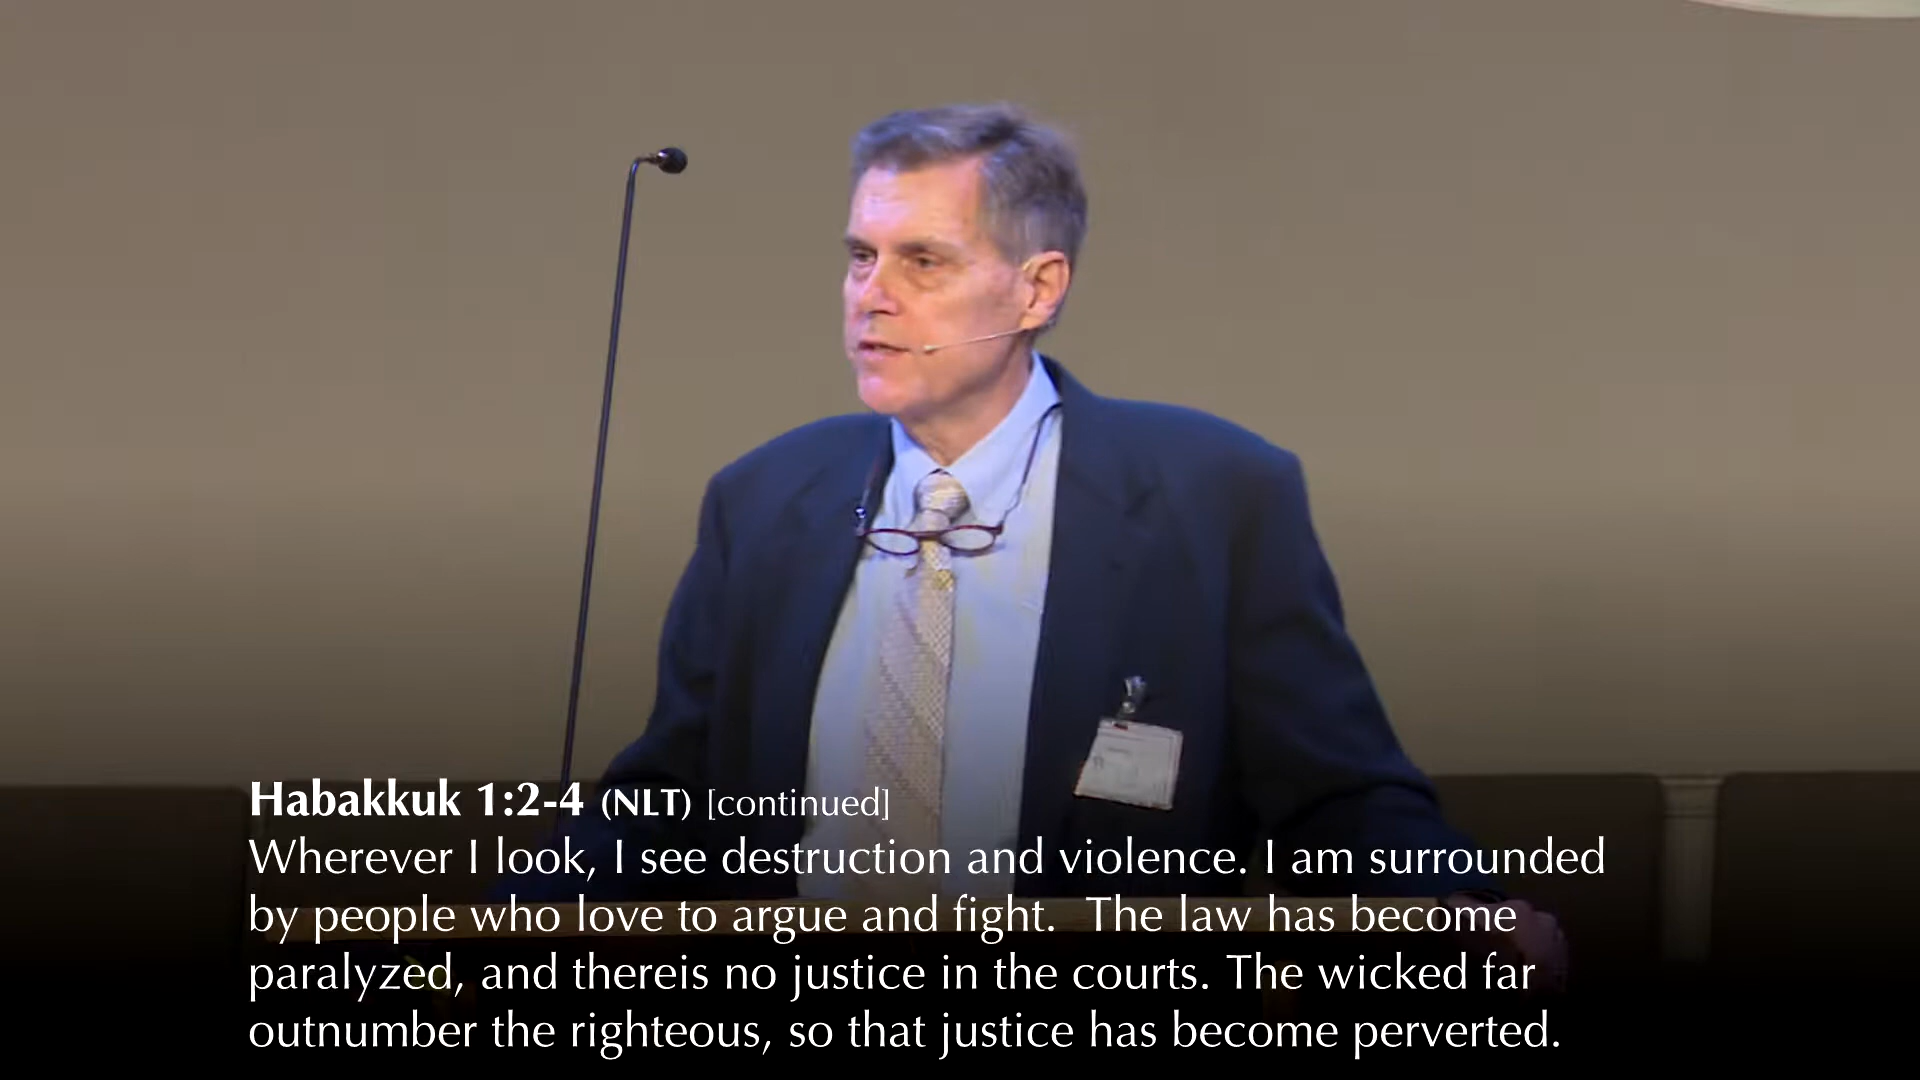 Habakkuk 1:2-4 (NLT) [continued]
Wherever I look, I see destruction and violence. I am surrounded
by people who love to argue and fight.  The law has become
paralyzed, and thereis no justice in the courts. The wicked far
outnumber the righteous, so that justice has become perverted.